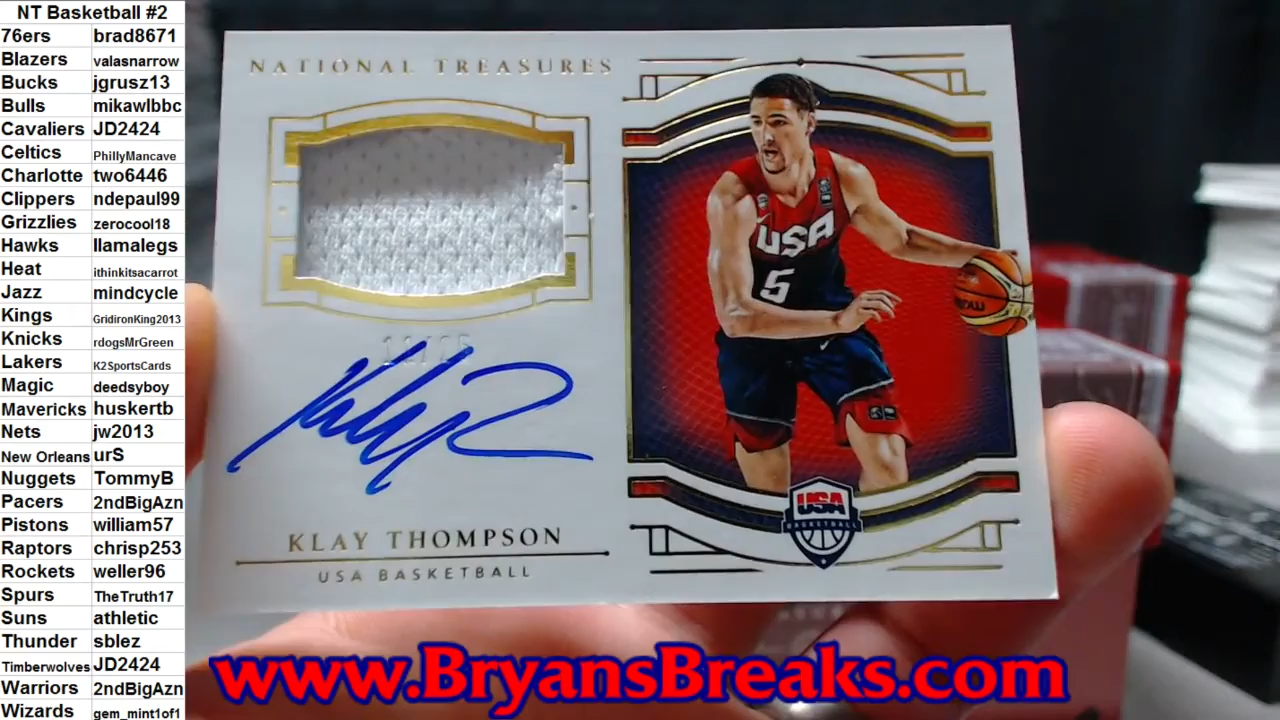 NT Basketball #2
76ers brad8671
Blazers valasnarrow
Bucks jgrusz13
Bulls mikawlbbc
Cavaliers JD2424
Celtics PhillyMancave
Charlotte two6446
Clippers ndepaul99
Grizzlies zerocool18
Hawks llamalegs
Heat ithinkitsacarrot
Jazz mindcycle
Kings GridironKing2013
Knicks rdogsMrGreen
Lakers K2SportsCards
Magic deedsyboy
Mavericks huskertb
Nets jw2013
New Orleans urS
Nuggets TommyB
Pacers 2ndBigAzn
Pistons william57
Raptors chrisp253
Rockets weller96
Spurs TheTruth17
Suns athletic
Thunder sblez
Timberwolves JD2424
Warriors 2ndBigAzn
Wizards gem_mint1of1
NATIONAL TREASURES
USA
5
USA
BASKETBALL
KLAY THOMPSON
USA BASKETBALL
www.BryansBreaks.com